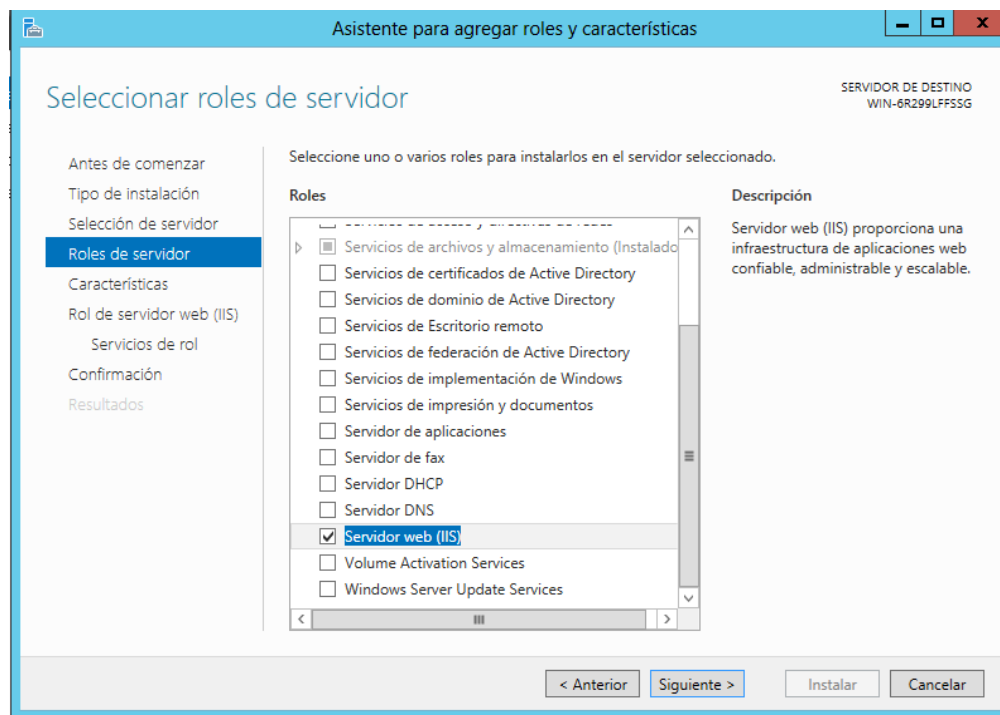 Asistente para agregar roles y características
Seleccionar roles de servidor
SERVIDOR DE DESTINO
WIN-6R299LFFSSG
Antes de comenzar
Tipo de instalación
Selección de servidor
Roles de servidor
Características
Rol de servidor web (IIS)
Servicios de rol
Confirmación
Resultados
Seleccione uno o varios roles para instalarlos en el servidor seleccionado.
Roles
Servicios de archivos y almacenamiento (Instalado
Servicios de certificados de Active Directory
Servicios de dominio de Active Directory
Servicios de Escritorio remoto
Servicios de federación de Active Directory
Servicios de implementación de Windows
Servicios de impresión y documentos
Servidor de aplicaciones
Servidor de fax
Servidor DHCP
Servidor DNS
Servidor web (IIS)
Volume Activation Services
Windows Server Update Services
Descripción
Servidor web (IIS) proporciona una
infraestructura de aplicaciones web
confiable, administrable y escalable.
< Anterior
Siguiente >
Instalar
Cancelar